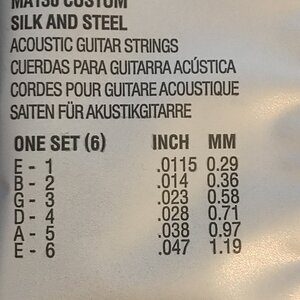 MA130 CUSTOM
SILK AND STEEL
ACOUSTIC GUITAR STRINGS
CUERDAS PARA GUITARRA ACÚSTICA
CORDES POUR GUITARE ACOUSTIQUE
SAITEN FÜR AKUSTIKGITARRE
ONE SET (6) INCH MM
E - 1 .0115 0.29
B - 2 .014 0.36
G - 3 .023 0.58
D - 4 .028 0.71
A - 5 .038 0.97
E - 6 .047 1.19